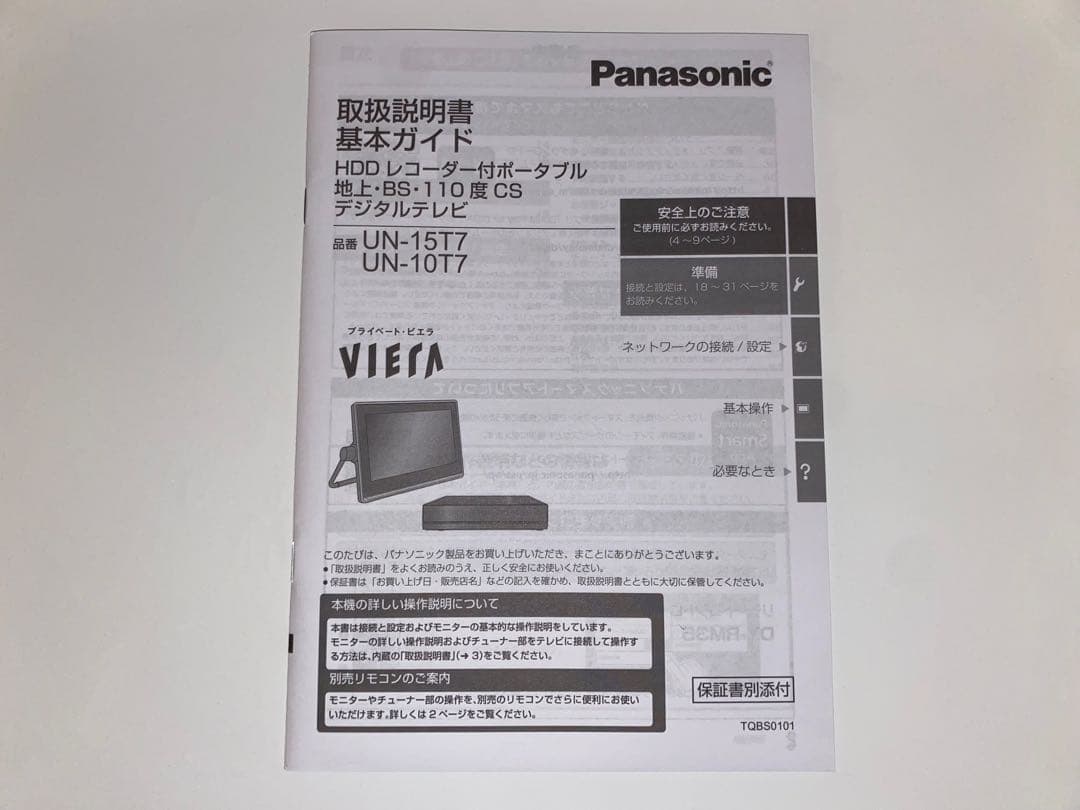 Panasonic®
取扱説明書
基本ガイド
HDD レコーダー付ポータブル
地上・BS・110度 CS
デジタルテレビ
品番 UN-15T7
UN-10T7
安全上のご注意
ご使用前に必ずお読みください。
(4～9ページ)
準備
接続と設定は、18～31ページを
お読みください。
ネットワークの接続/設定
基本操作
必要なとき
?
プライベート・ビエラ
VIERA
このたびは、パナソニック製品をお買い上げいただき、まことにありがとうございます。
●「取扱説明書」をよくお読みのうえ、正しく安全にお使いください。
●保証書は「お買い上げ日・販売店名」などの記入を確かめ、取扱説明書とともに大切に保管してください。
本機の詳しい操作説明について
本書は接続と設定およびモニターの基本的な操作説明をしています。
モニターの詳しい操作説明およびチューナー部をテレビに接続して操作す
る方法は、内蔵の「取扱説明書」(➔ 3)をご覧ください。
別売リモコンのご案内
モニターやチューナー部の操作を、別売のリモコンでさらに便利にお使い
いただけます。詳しくは2ページをご覧ください。
保証書別添付
TQBS0101